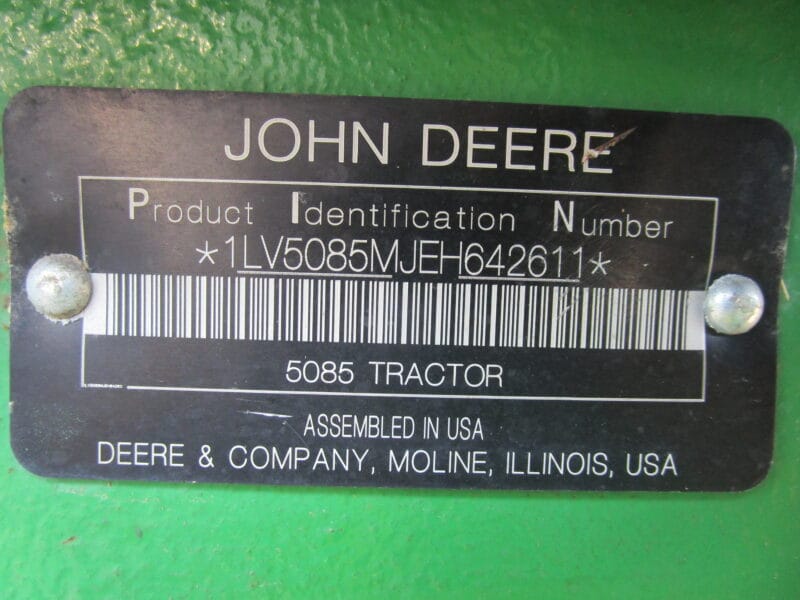 JOHN DEERE
Product Identification Number
*1LV5085MJEH642611*
5085 TRACTOR
ASSEMBLED IN USA
DEERE & COMPANY, MOLINE, ILLINOIS, USA